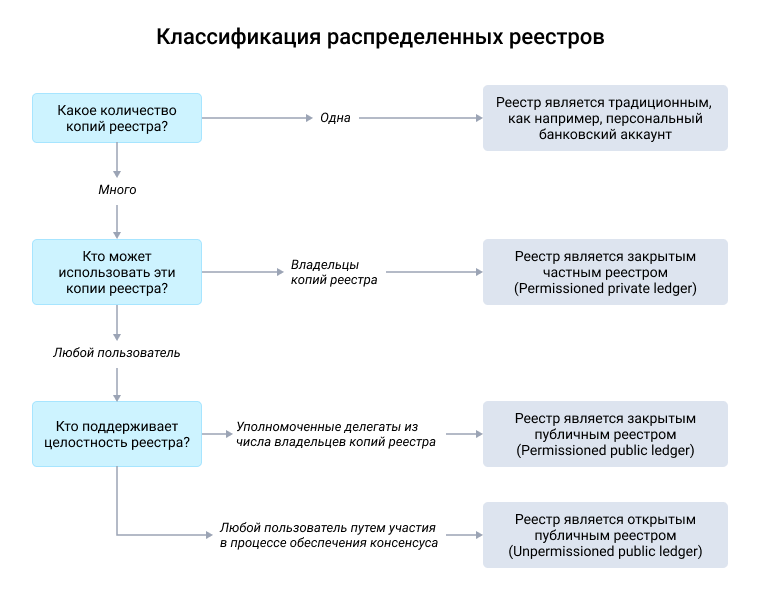 Классификация распределенных реестров
Какое количество
копий реестра?
Одна
Реестр является традиционным,
как например, персональный
банковский аккаунт
Много
Кто может
использовать эти
копии реестра?
Владельцы
копий реестра
Реестр является закрытым
частным реестром
(Permissioned private ledger)
Любой пользователь
Кто поддерживает
целостность реестра?
Уполномоченные делегаты из
числа владельцев копий реестра
Реестр является закрытым
публичным реестром
(Permissioned public ledger)
Любой пользователь путем участия
в процессе обеспечения консенсуса
Реестр является открытым
публичным реестром
(Unpermissioned public ledger)